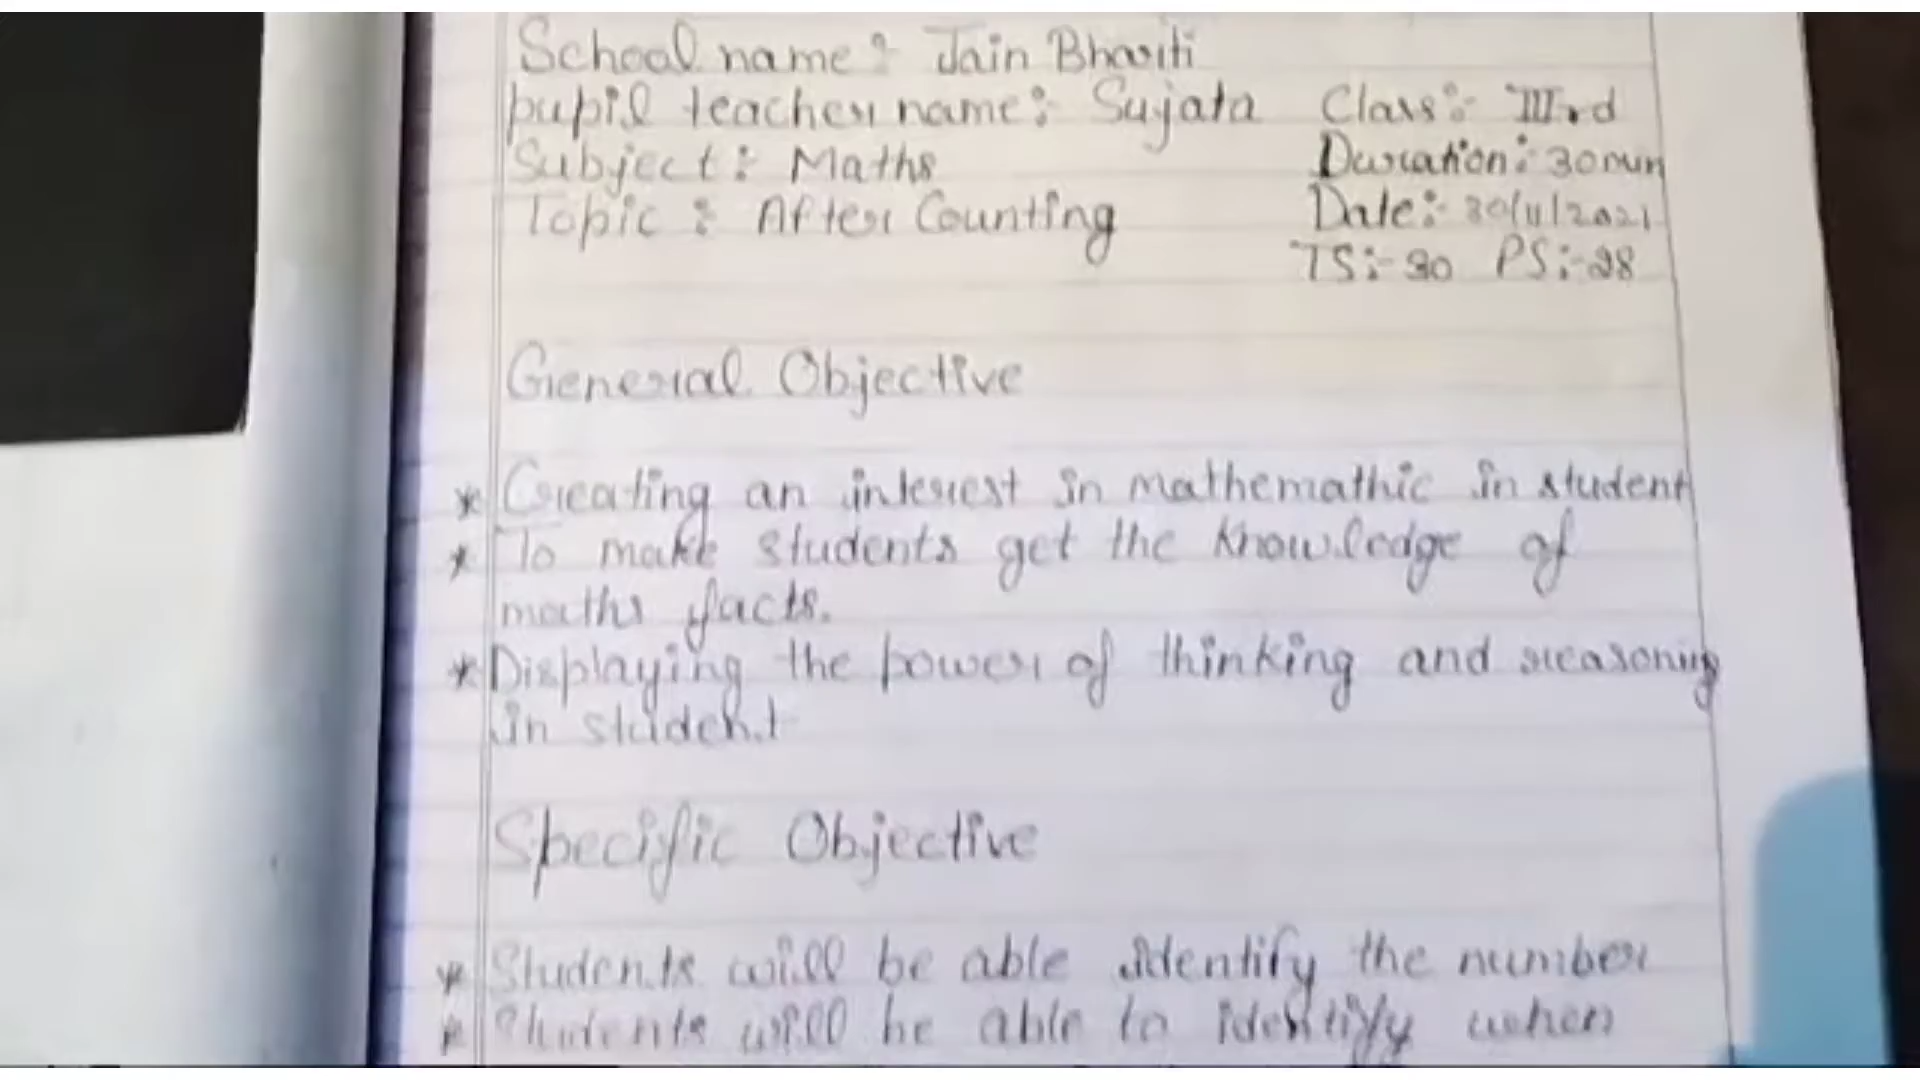 School name :- Jain Bharti
pupil teacher name :- Sujata Class :- IIIrd
Subject : Maths Duration :- 30 min
Topic : After Counting Date :- 30/11/2021
TS :- 30 PS :- 28
General Objective
* Creating an interest in mathemathic in student
* To make students get the knowledge of
maths facts.
* Displaying the power of thinking and reasoning
in student
Specific Objective
* Students will be able identify the number
* Students will be able to identify when